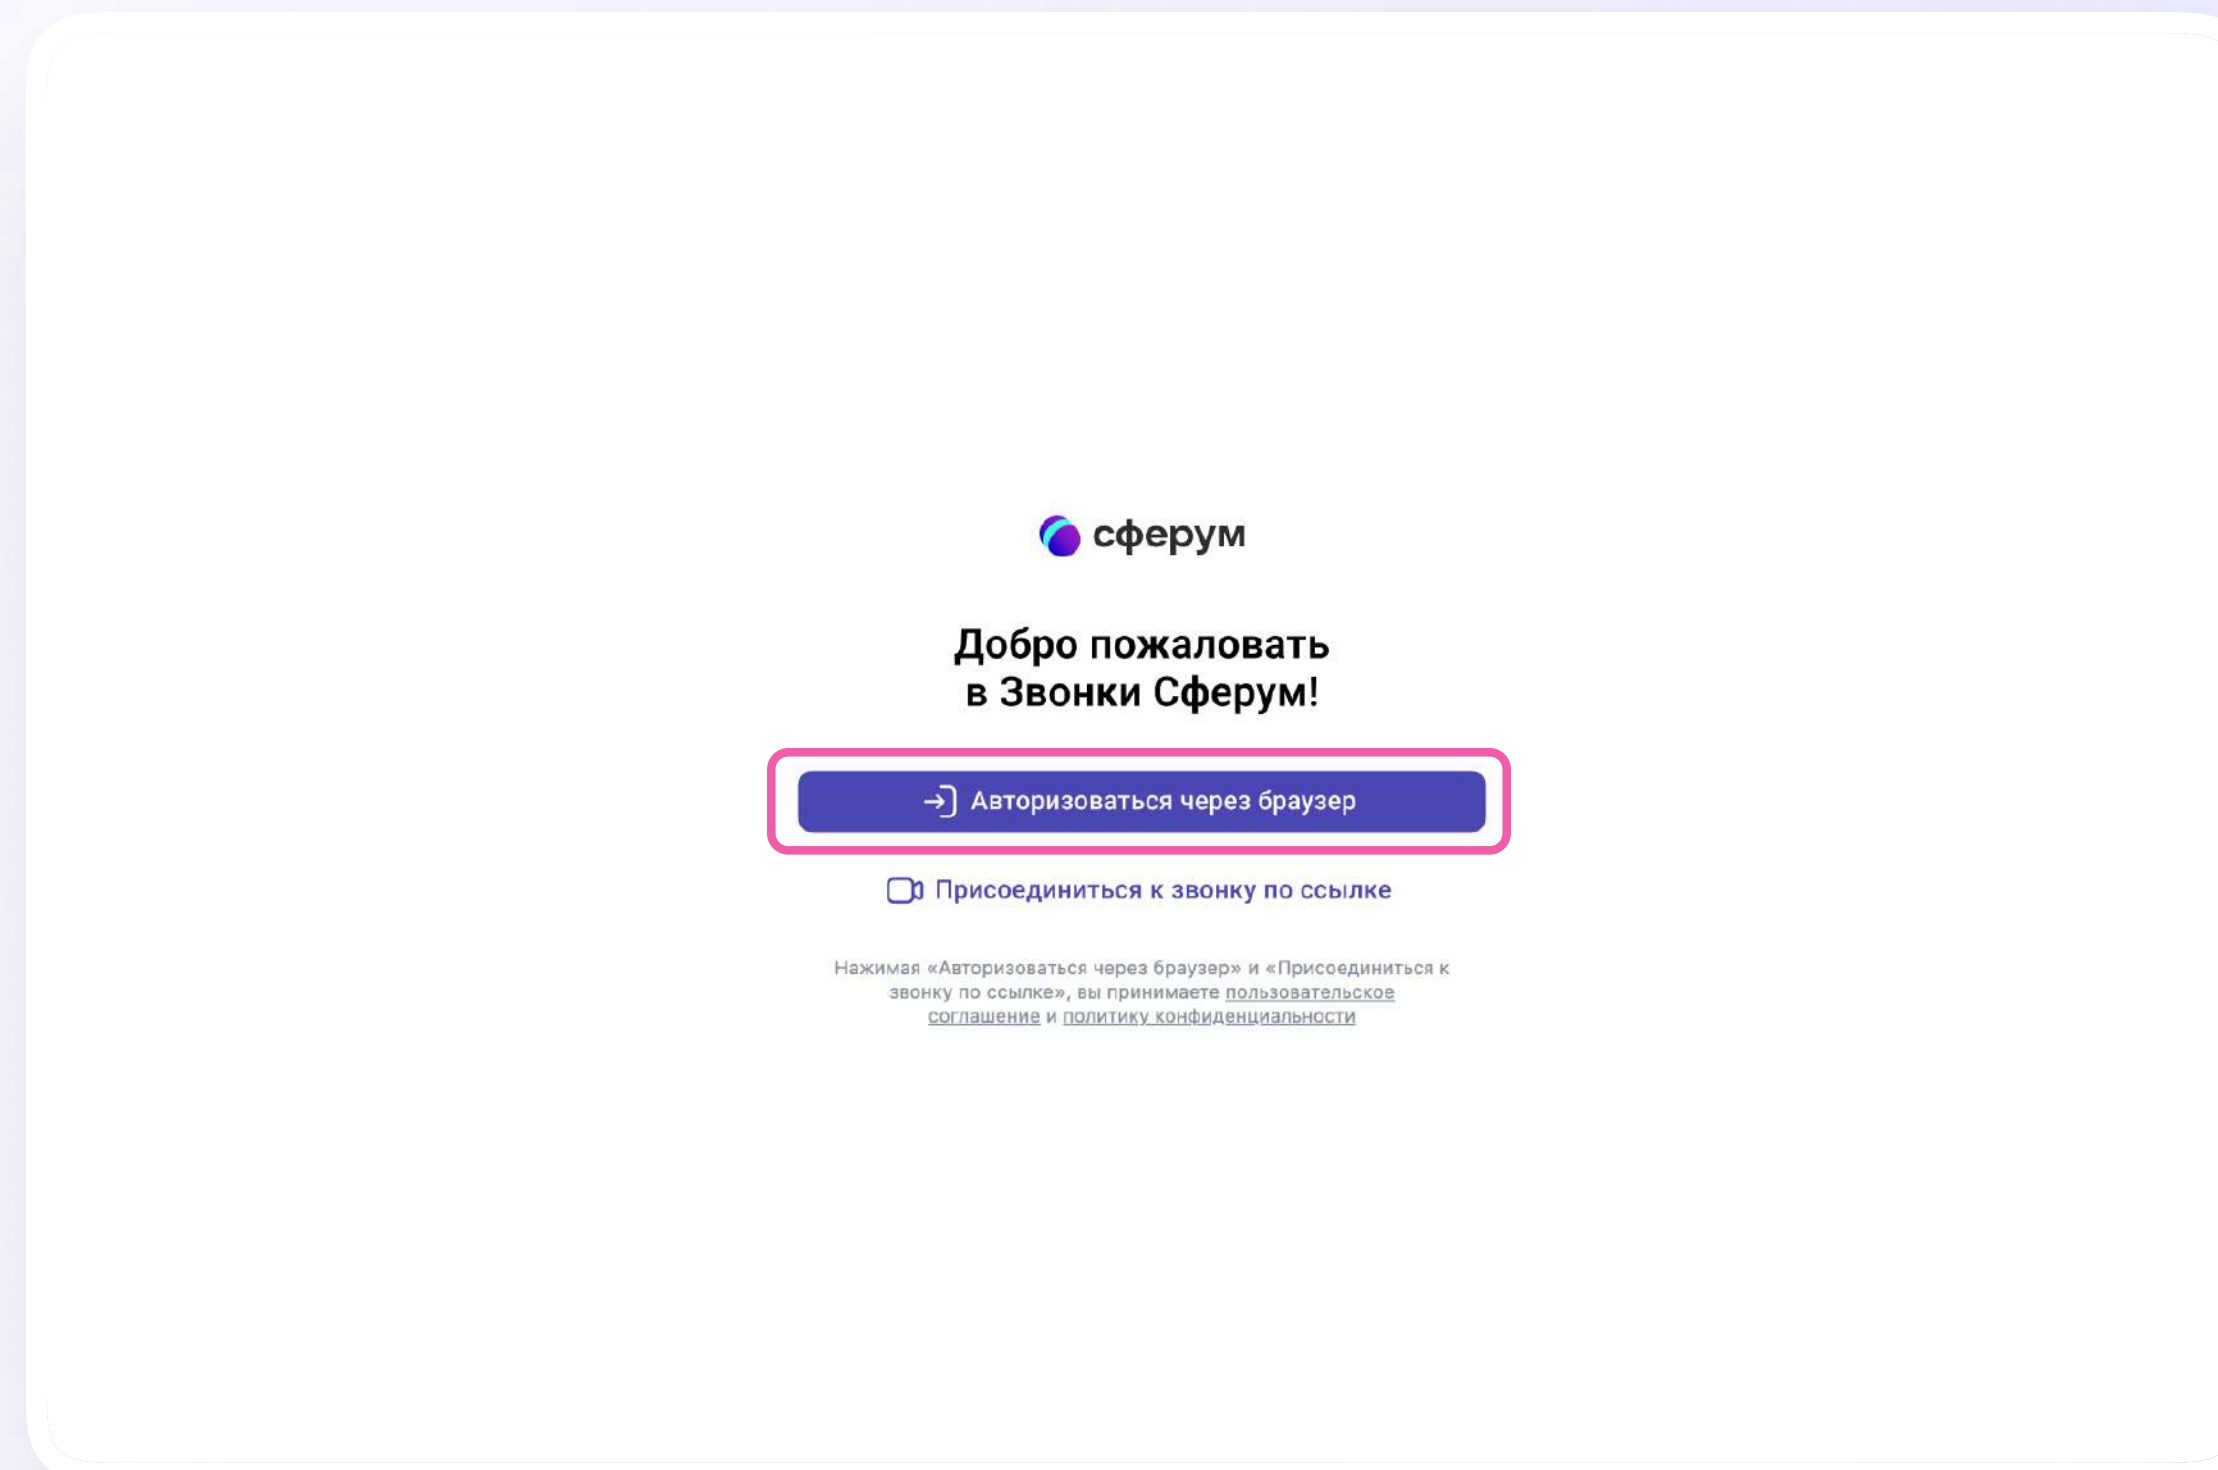 сферум
Добро пожаловать
в Звонки Сферум!
Авторизоваться через браузер
Присоединиться к звонку по ссылке
Нажимая «Авторизоваться через браузер» и «Присоединиться к
звонку по ссылке», вы принимаете пользовательское
соглашение и политику конфиденциальности